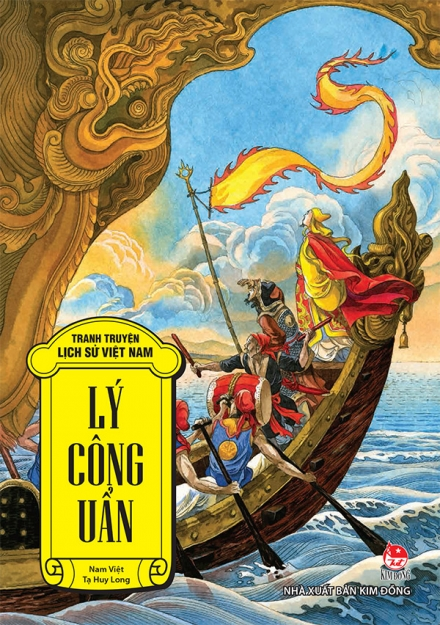 TRANH TRUYỆN
LỊCH SỬ VIỆT NAM
LÝ
CÔNG
UẨN
Nam Việt
Tạ Huy Long
KIM ĐỒNG
NHÀ XUẤT BẢN KIM ĐỒNG